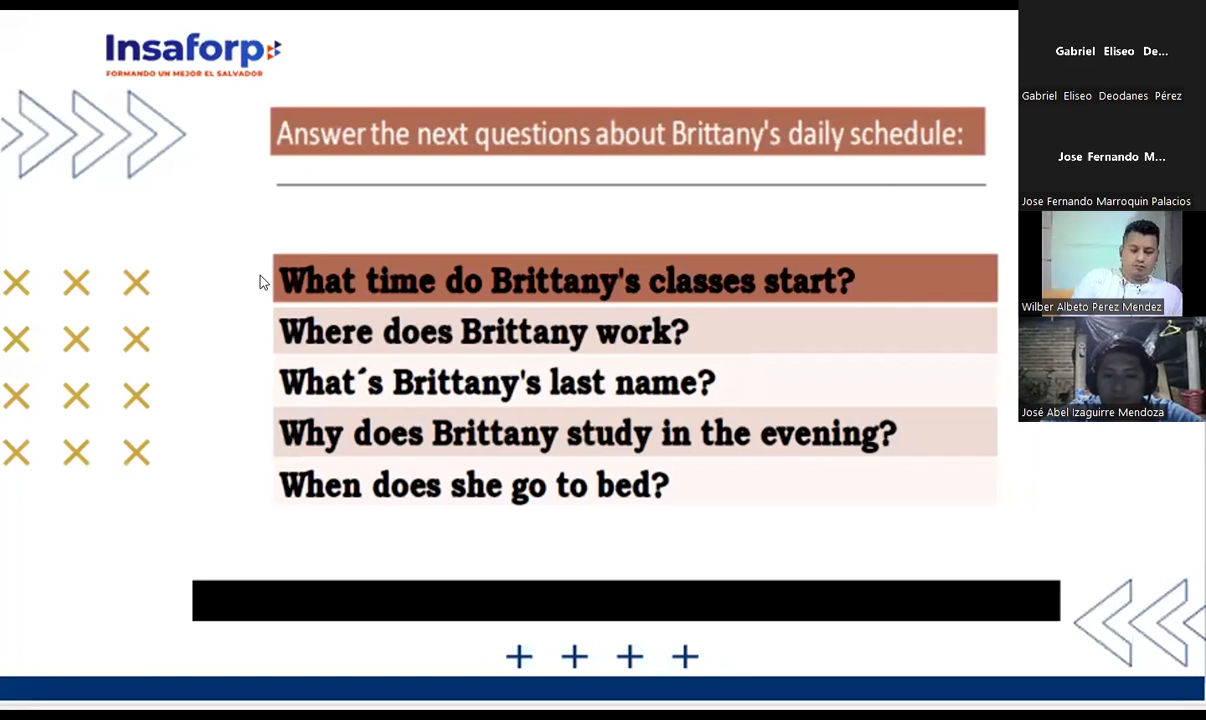 Insaforp
FORMANDO UN MEJOR EL SALVADOR
Answer the next questions about Brittany's daily schedule:
What time do Brittany's classes start?
Where does Brittany work?
What´s Brittany's last name?
Why does Brittany study in the evening?
When does she go to bed?
Gabriel Eliseo De...
Gabriel Eliseo Deodanes Pérez
Jose Fernando M...
Jose Fernando Marroquin Palacios
Wilber Albeto Perez Mendez
José Abel Izaguirre Mendoza